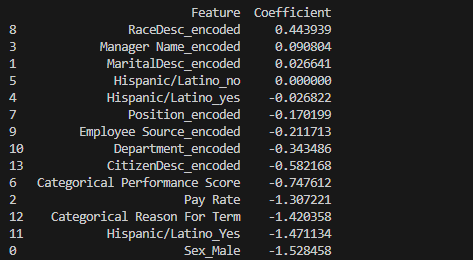 Feature Coefficient
8 RaceDesc_encoded 0.443939
3 Manager Name_encoded 0.090804
1 MaritalDesc_encoded 0.026641
5 Hispanic/Latino_no 0.000000
4 Hispanic/Latino_yes -0.026822
7 Position_encoded -0.170199
9 Employee Source_encoded -0.211713
10 Department_encoded -0.343486
13 CitizenDesc_encoded -0.582168
6 Categorical Performance Score -0.747612
2 Pay Rate -1.307221
12 Categorical Reason For Term -1.420358
11 Hispanic/Latino_Yes -1.471134
0 Sex_Male -1.528458